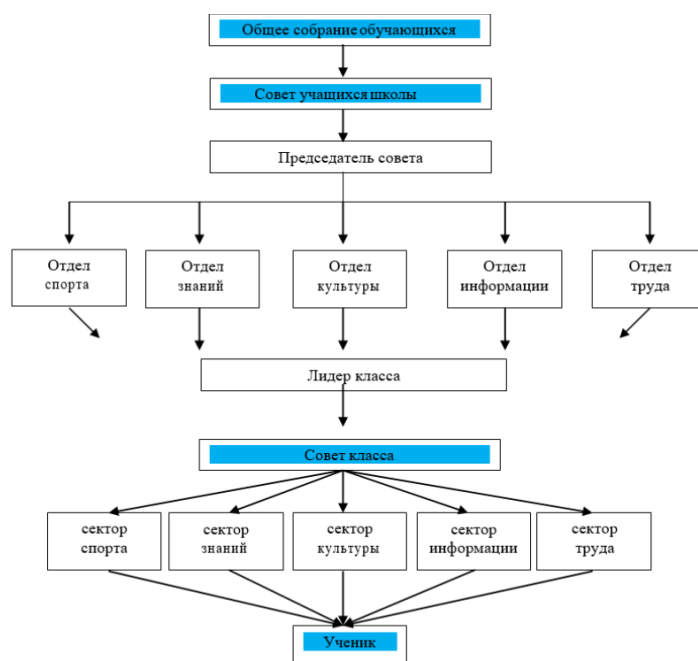 Общее собрание обучающихся
Совет учащихся школы
Председатель совета
Отдел
спорта
Отдел
знаний
Отдел
культуры
Отдел
информации
Отдел
труда
Лидер класса
Совет класса
сектор
спорта
сектор
знаний
сектор
культуры
сектор
информации
сектор
труда
Ученик